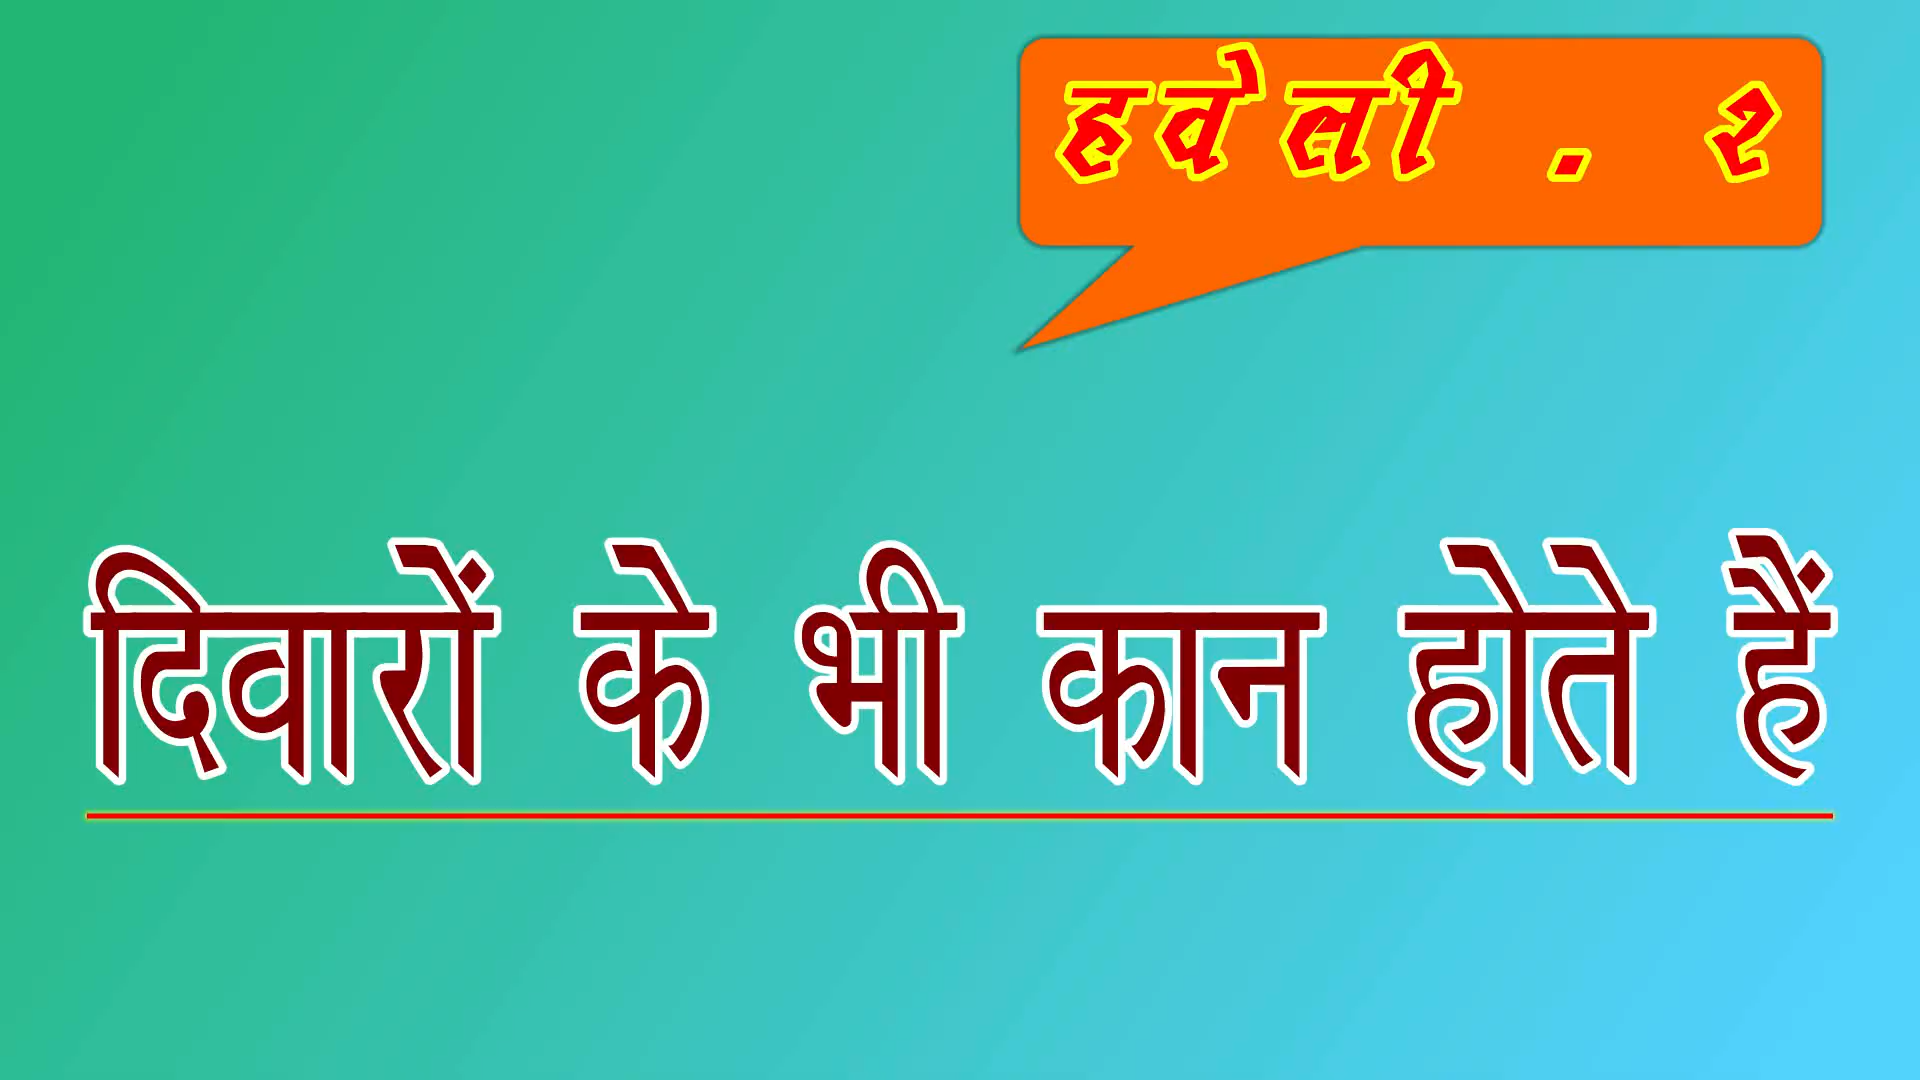 हवेली . २
दिवारों के भी कान होते हैं